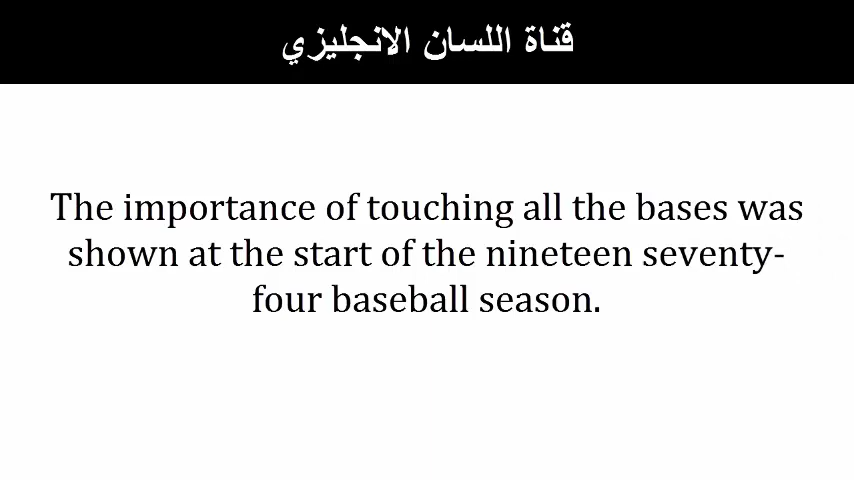 قناة اللسان الانجليزي
The importance of touching all the bases was
shown at the start of the nineteen seventy-
four baseball season.